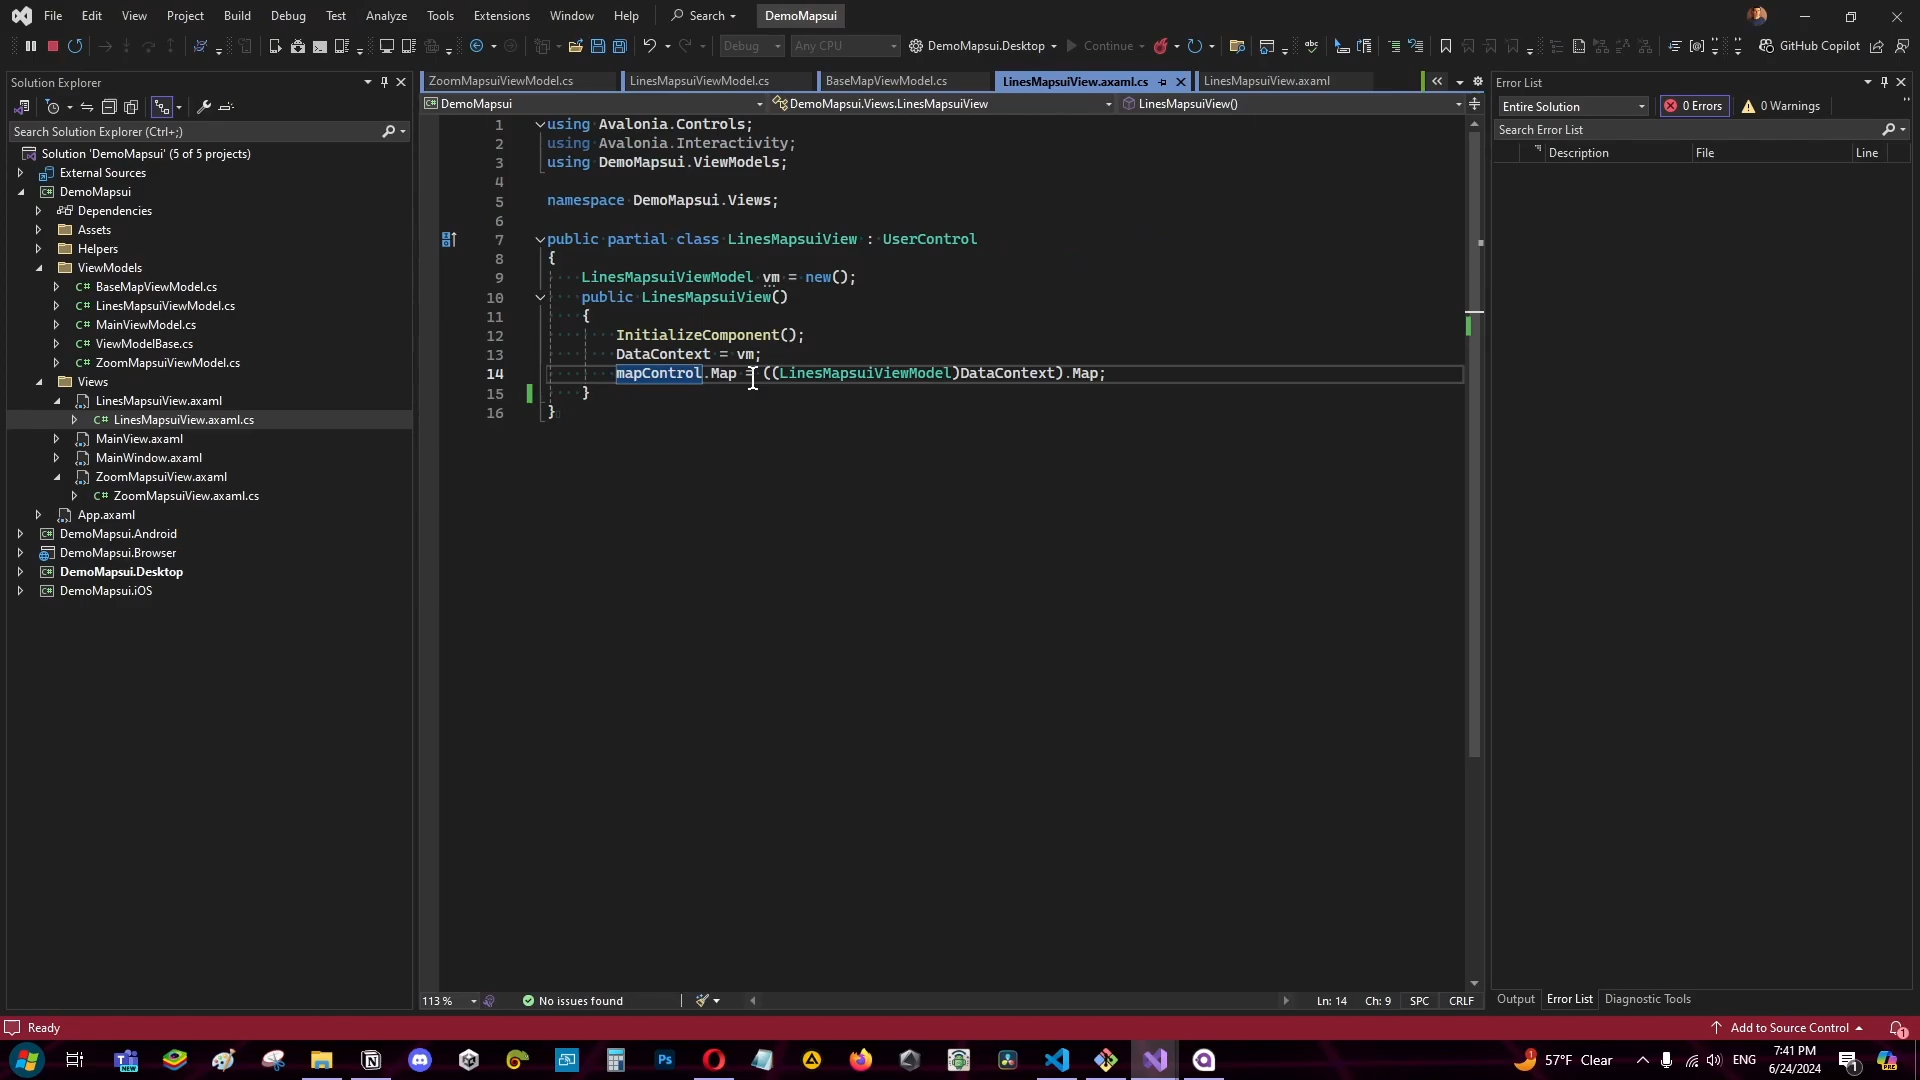 File Edit View Project Build Debug Test Analyze Tools Extensions Window Help Search DemoMapsui
Debug Any CPU DemoMapsui.Desktop Continue GitHub Copilot
Solution Explorer
Search Solution Explorer (Ctrl+;)
Solution 'DemoMapsui' (5 of 5 projects)
External Sources
DemoMapsui
Dependencies
Assets
Helpers
ViewModels
C# BaseMapViewModel.cs
C# LinesMapsuiViewModel.cs
C# MainViewModel.cs
C# ViewModelBase.cs
C# ZoomMapsuiViewModel.cs
Views
LinesMapsuiView.axaml
C# LinesMapsuiView.axaml.cs
MainView.axaml
MainWindow.axaml
ZoomMapsuiView.axaml
C# ZoomMapsuiView.axaml.cs
App.axaml
DemoMapsui.Android
DemoMapsui.Browser
DemoMapsui.Desktop
DemoMapsui.iOS
ZoomMapsuiViewModel.cs LinesMapsuiViewModel.cs BaseMapViewModel.cs LinesMapsuiView.axaml.cs LinesMapsuiView.axaml
DemoMapsui DemoMapsui.Views.LinesMapsuiView LinesMapsuiView()
1 using Avalonia.Controls;
2 using Avalonia.Interactivity;
3 using DemoMapsui.ViewModels;
4
5 namespace DemoMapsui.Views;
6
7 public partial class LinesMapsuiView : UserControl
8 {
9 LinesMapsuiViewModel vm = new();
10 public LinesMapsuiView()
11 {
12 InitializeComponent();
13 DataContext = vm;
14 mapControl.Map = ((LinesMapsuiViewModel)DataContext).Map;
15 }
16 }
113 % No issues found Ln: 14 Ch: 9 SPC CRLF
Error List
Entire Solution 0 Errors 0 Warnings
Search Error List
Description File Line
Output Error List Diagnostic Tools
Ready Add to Source Control 1
57°F Clear ENG 7:41 PM
6/24/2024 1